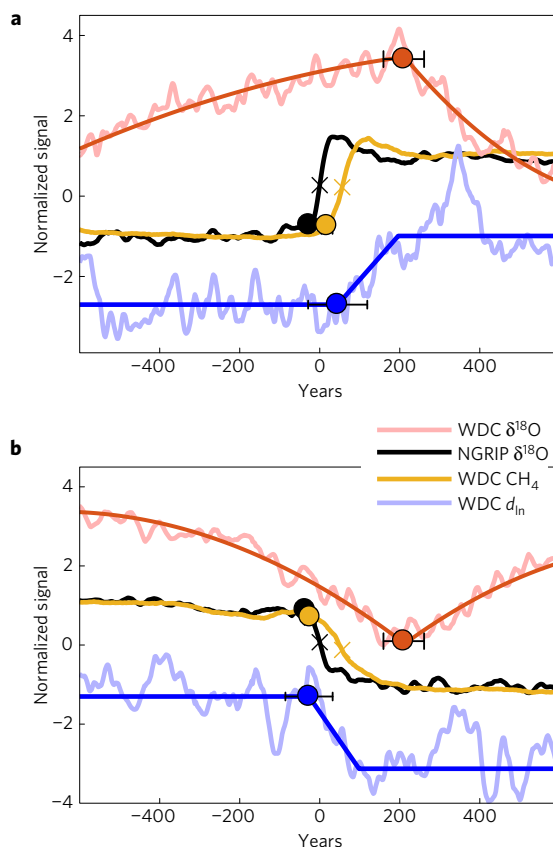 a
4
2
0
−2
Normalized signal
−400 −200 0 200 400
Years
WDC δ¹⁸O
NGRIP δ¹⁸O
WDC CH₄
WDC d_ln
b
4
2
0
−2
−4
Normalized signal
−400 −200 0 200 400
Years